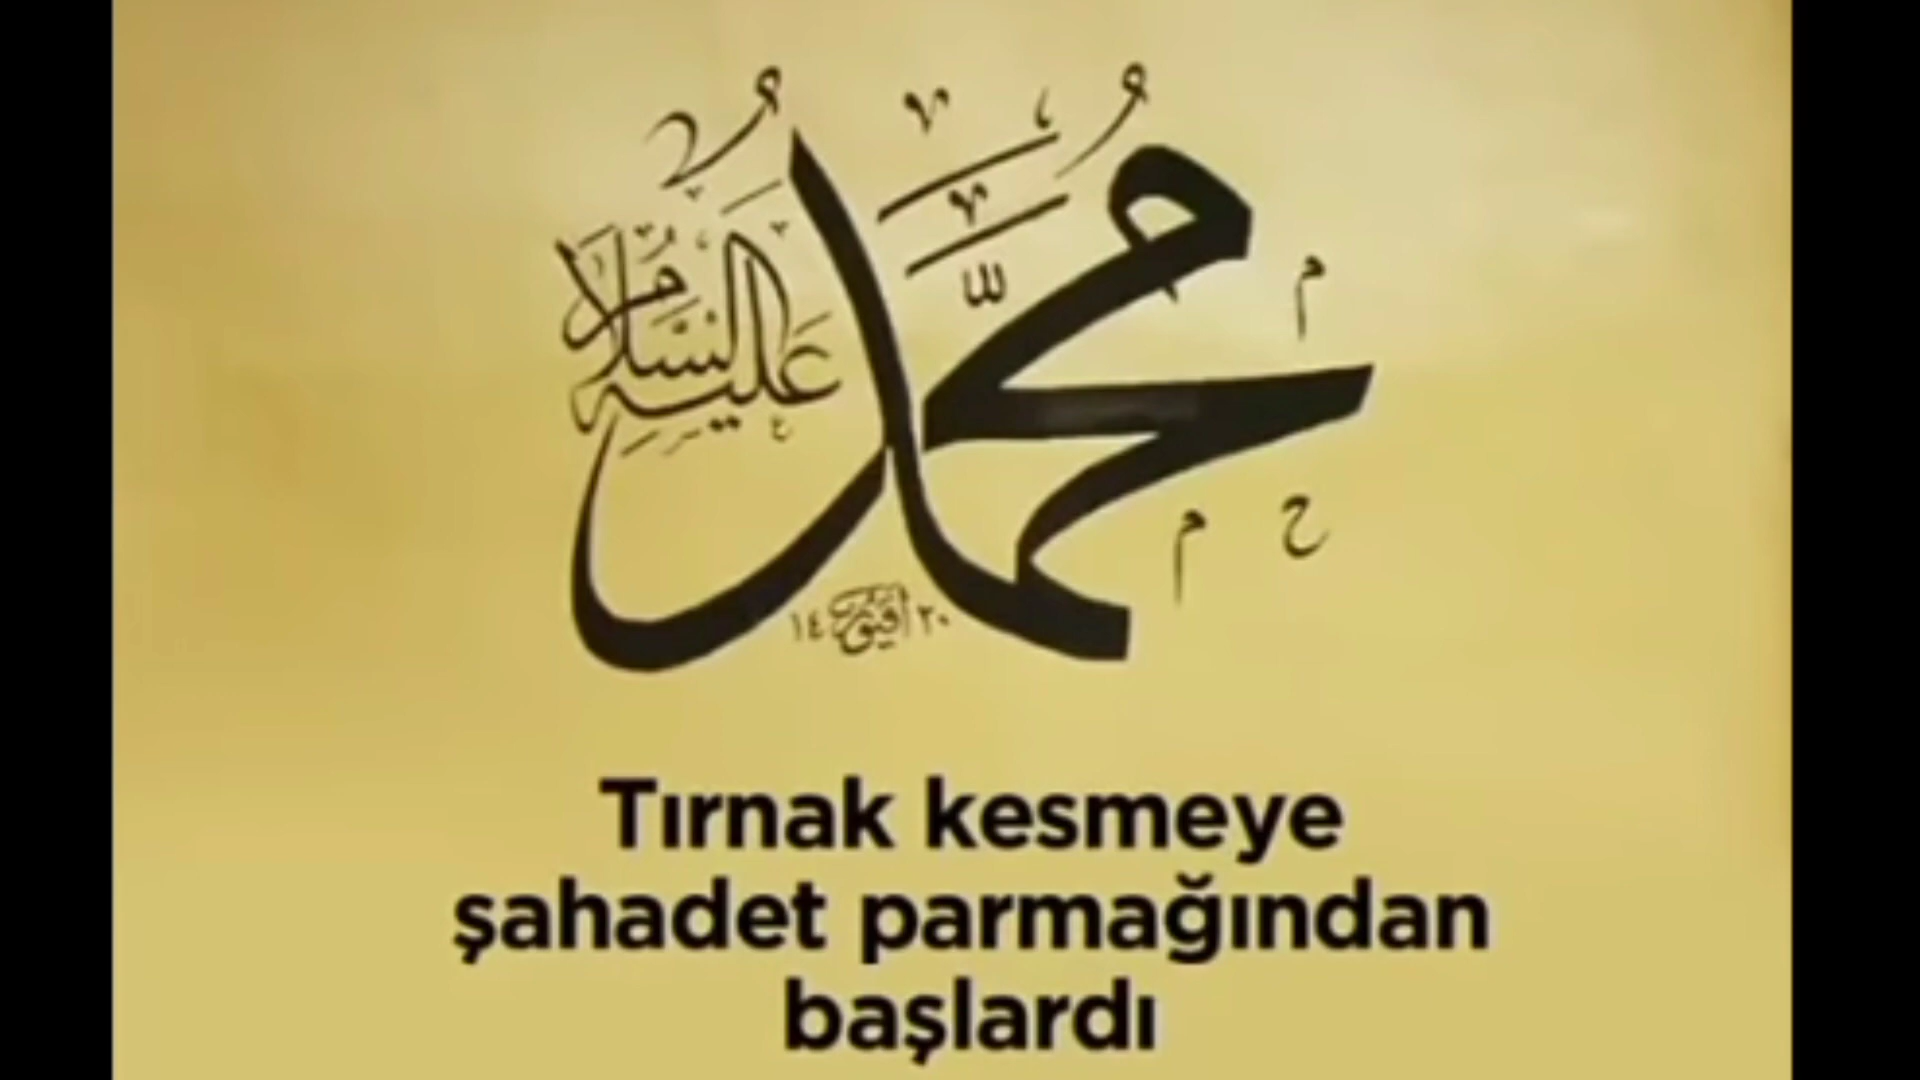 محمد
عليه السلام
Tırnak kesmeye
şahadet parmağından
başlardı